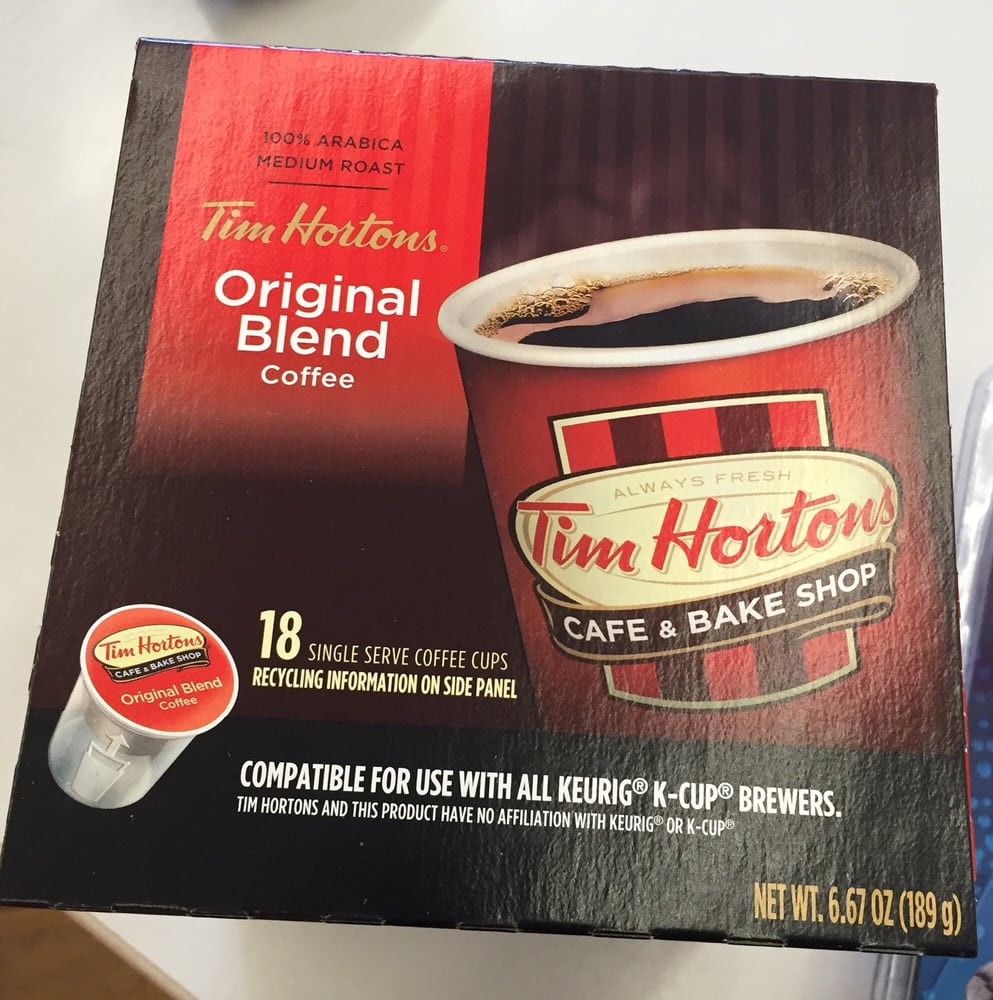 100% ARABICA
MEDIUM ROAST
Tim Hortons®
Original
Blend
Coffee
ALWAYS FRESH
Tim Hortons®
CAFE & BAKE SHOP
Tim Hortons
CAFE & BAKE SHOP
Original Blend
Coffee
18 SINGLE SERVE COFFEE CUPS
RECYCLING INFORMATION ON SIDE PANEL
COMPATIBLE FOR USE WITH ALL KEURIG® K-CUP® BREWERS.
TIM HORTONS AND THIS PRODUCT HAVE NO AFFILIATION WITH KEURIG® OR K-CUP®
NET WT. 6.67 OZ (189 g)